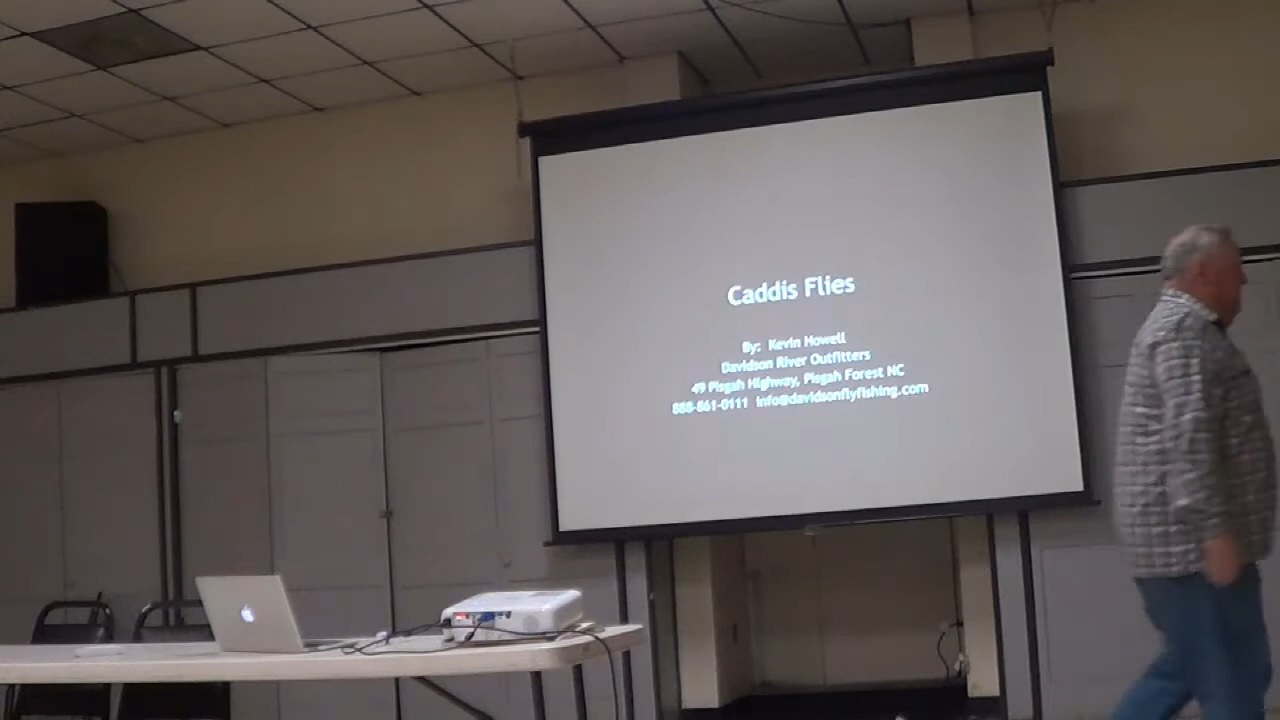 Caddis Flies
By: Kevin Howell
Davidson River Outfitters
49 Pisgah Highway, Pisgah Forest NC
888-861-0111 info@davidsonflyfishing.com